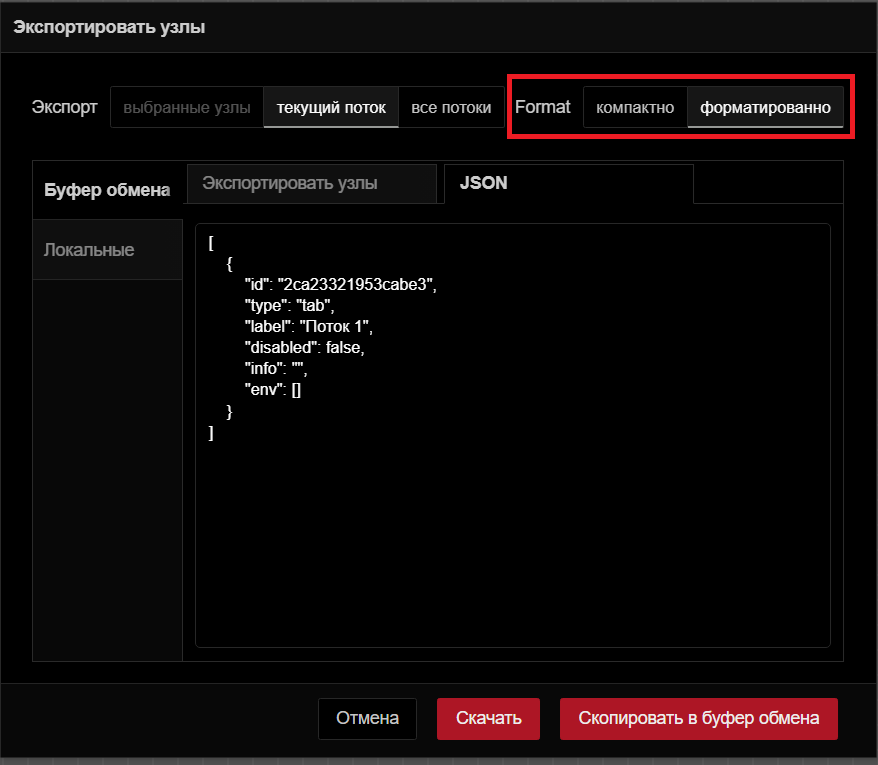 Экспортировать узлы
Экспорт выбранные узлы текущий поток все потоки Format компактно форматированно
Буфер обмена Экспортировать узлы JSON
Локальные
[
{
"id": "2ca23321953cabe3",
"type": "tab",
"label": "Поток 1",
"disabled": false,
"info": "",
"env": []
}
]
Отмена Скачать Скопировать в буфер обмена